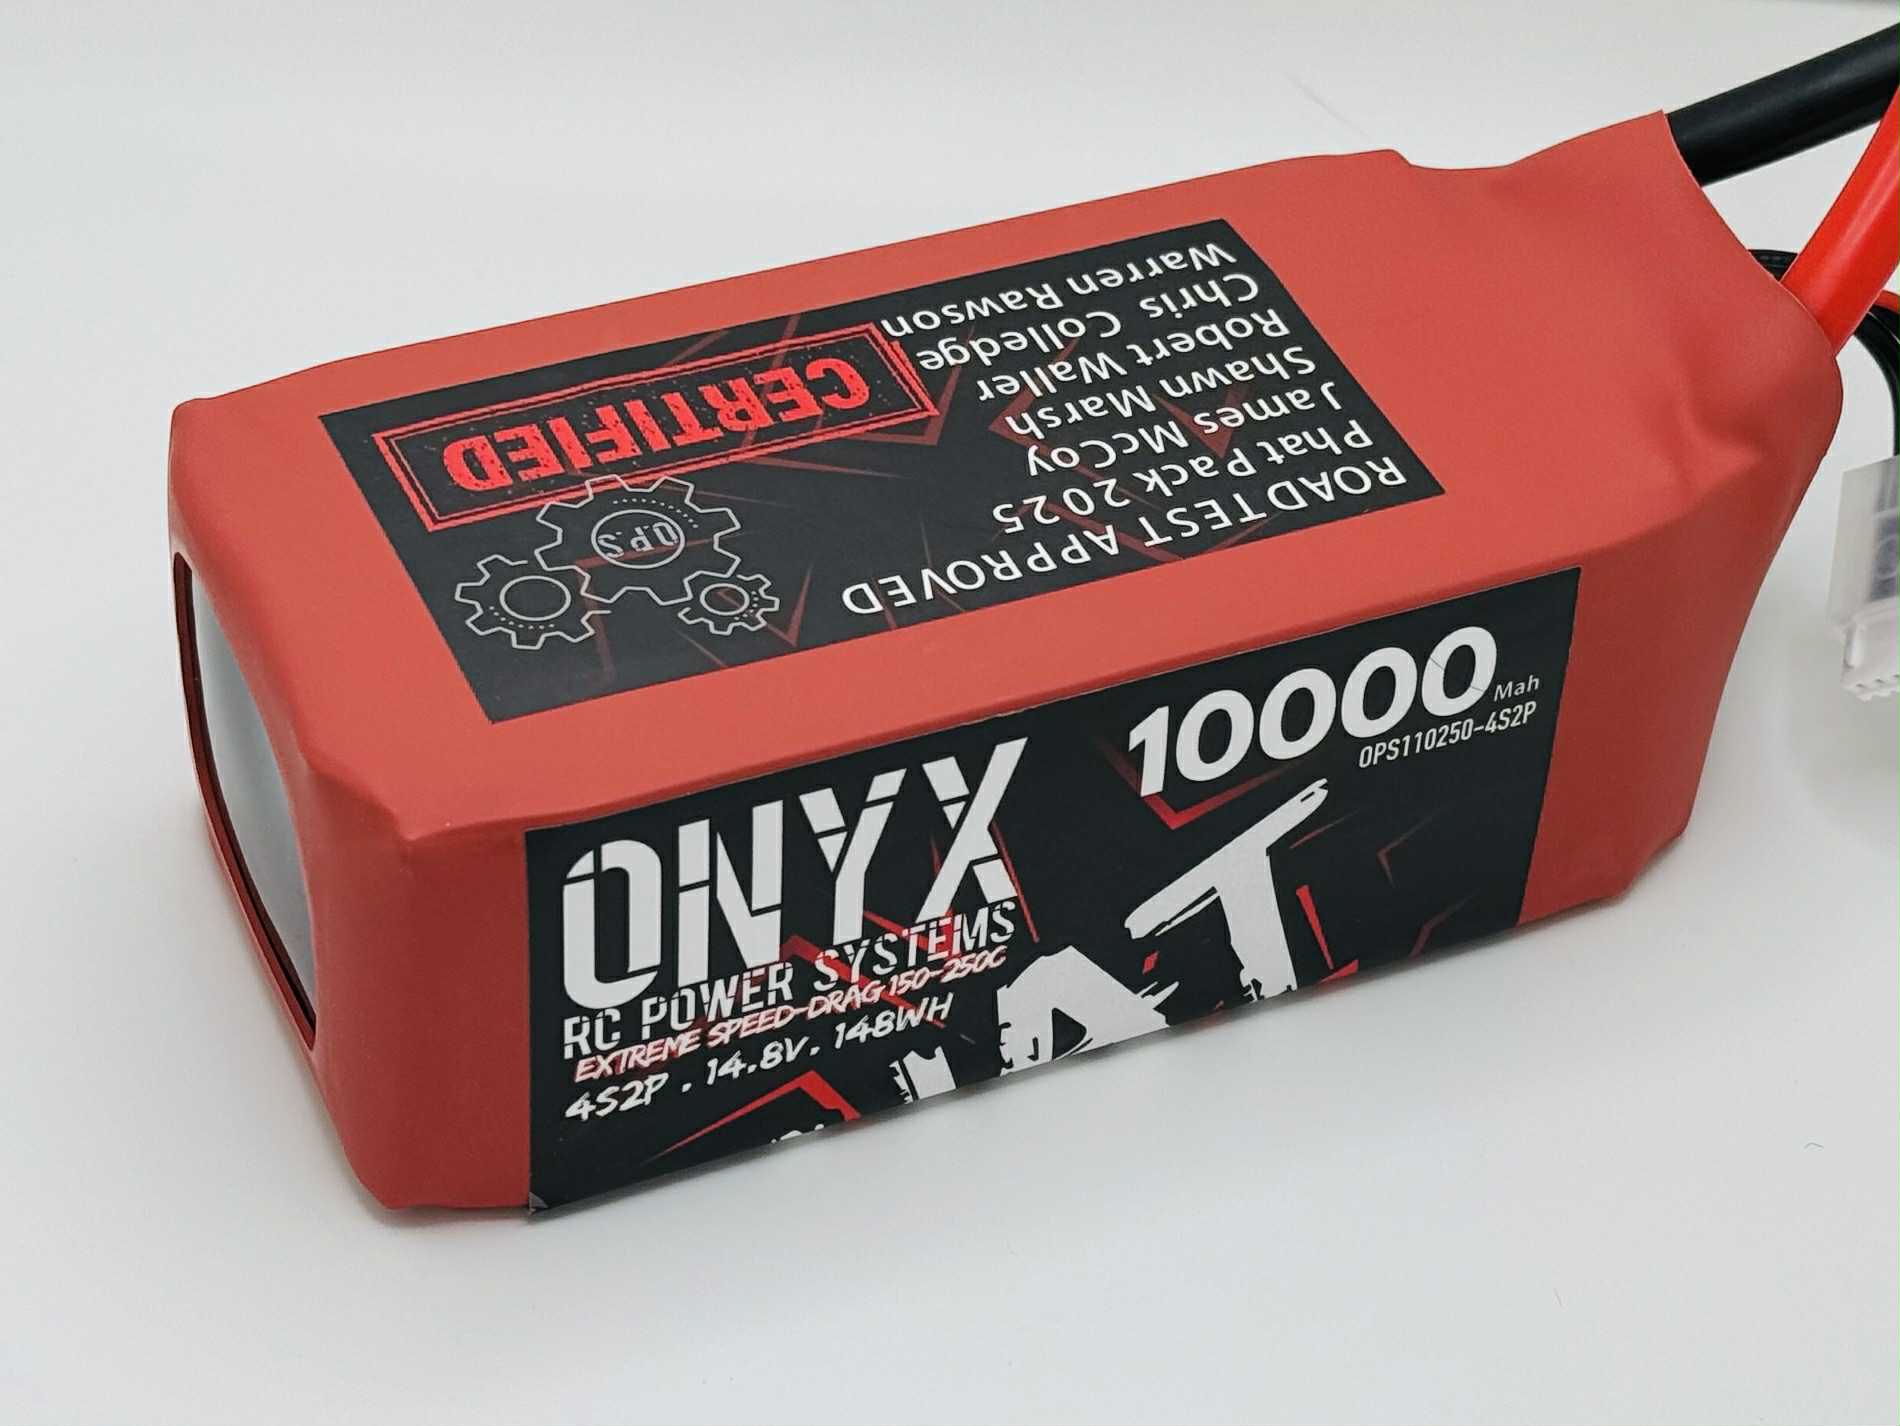 ROAD TEST APPROVED
Phat Pack 2025
James McCoy
Shawn Marsh
Robert Waller
Chris Colledge
Warren Rawson
CERTIFIED
OPS
ONYX
RC POWER SYSTEMS
EXTREME SPEED-DRAG 150-250C
4S2P . 14.8V. 148WH
10000 Mah
OPS110250-4S2P